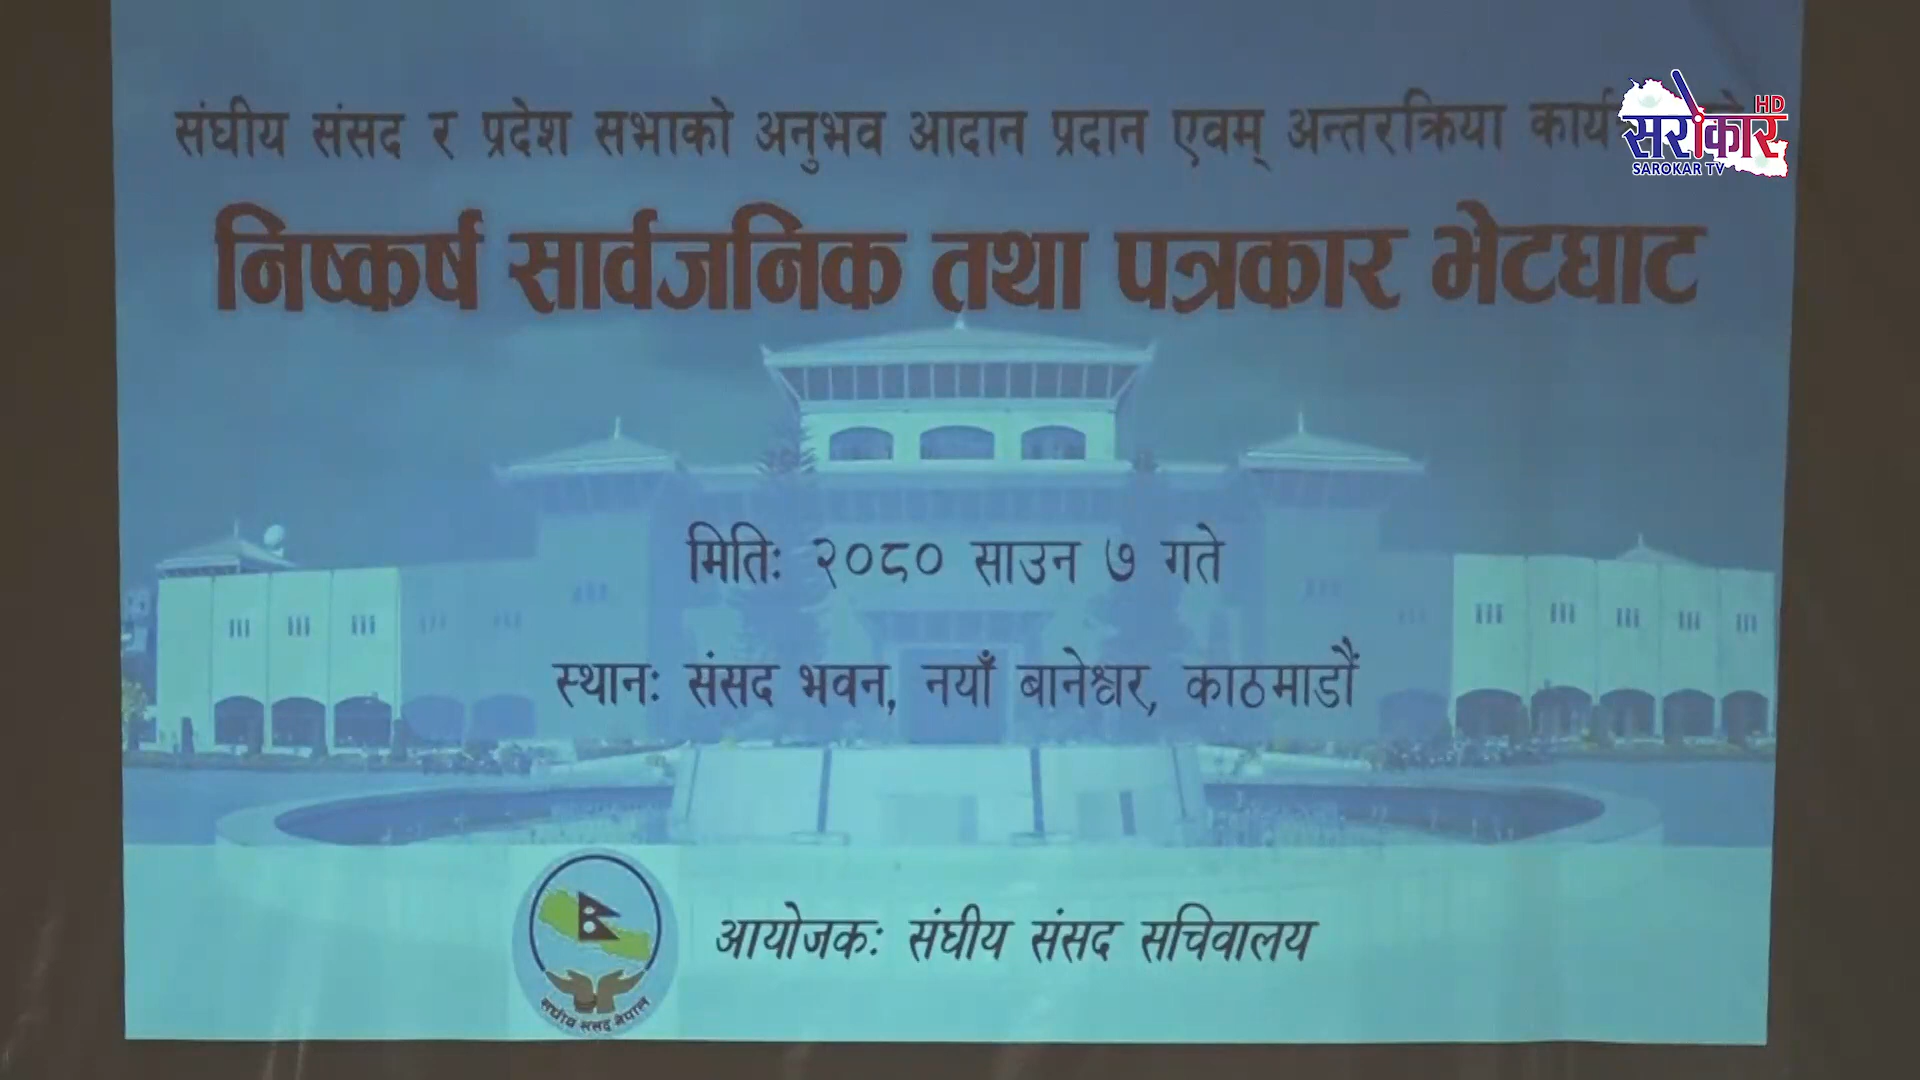 संघीय संसद र प्रदेश सभाको अनुभव आदान प्रदान एवम् अन्तरक्रिया
HD
सरोकार
SAROKAR TV
निष्कर्ष सार्वजनिक तथा पत्रकार भेटघाट
मितिः २०८० साउन ७ गते
स्थानः संसद भवन, नयाँ बानेश्वर, काठमाडौं
आयोजकः संघीय संसद सचिवालय
संघीय संसद नेपाल